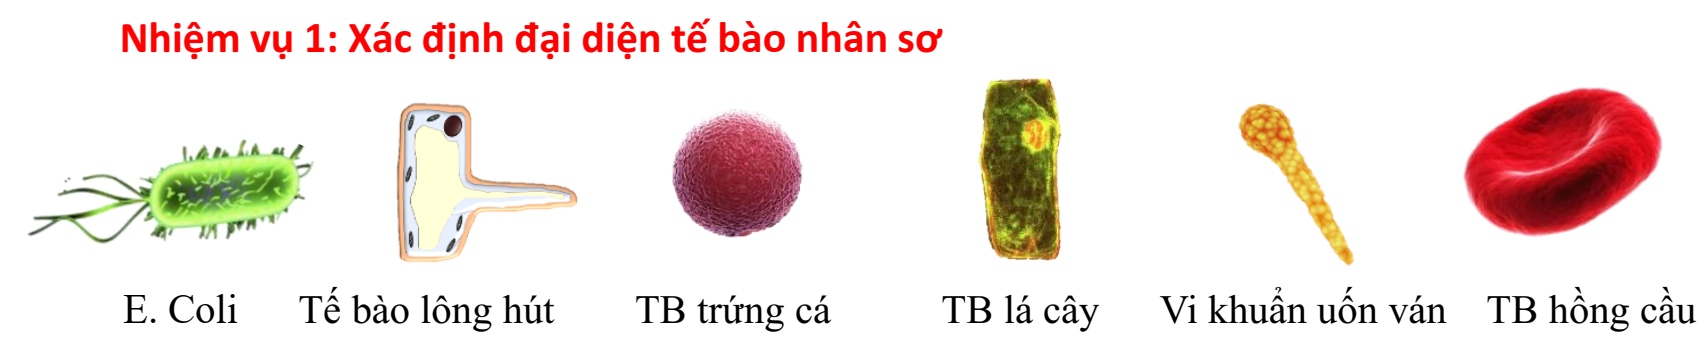 Nhiệm vụ 1: Xác định đại diện tế bào nhân sơ
E. Coli Tế bào lông hút TB trứng cá TB lá cây Vi khuẩn uốn ván TB hồng cầu